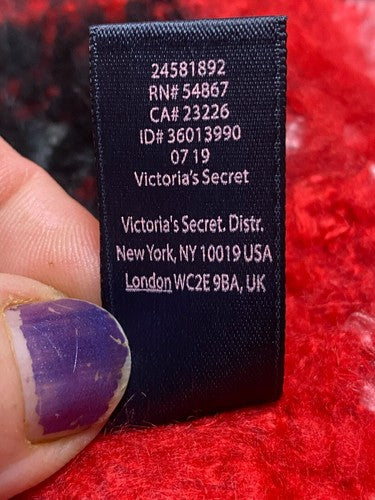 24581892
RN# 54867
CA# 23226
ID# 36013990
07 19
Victoria's Secret
Victoria's Secret. Distr.
New York, NY 10019 USA
London WC2E 9BA, UK